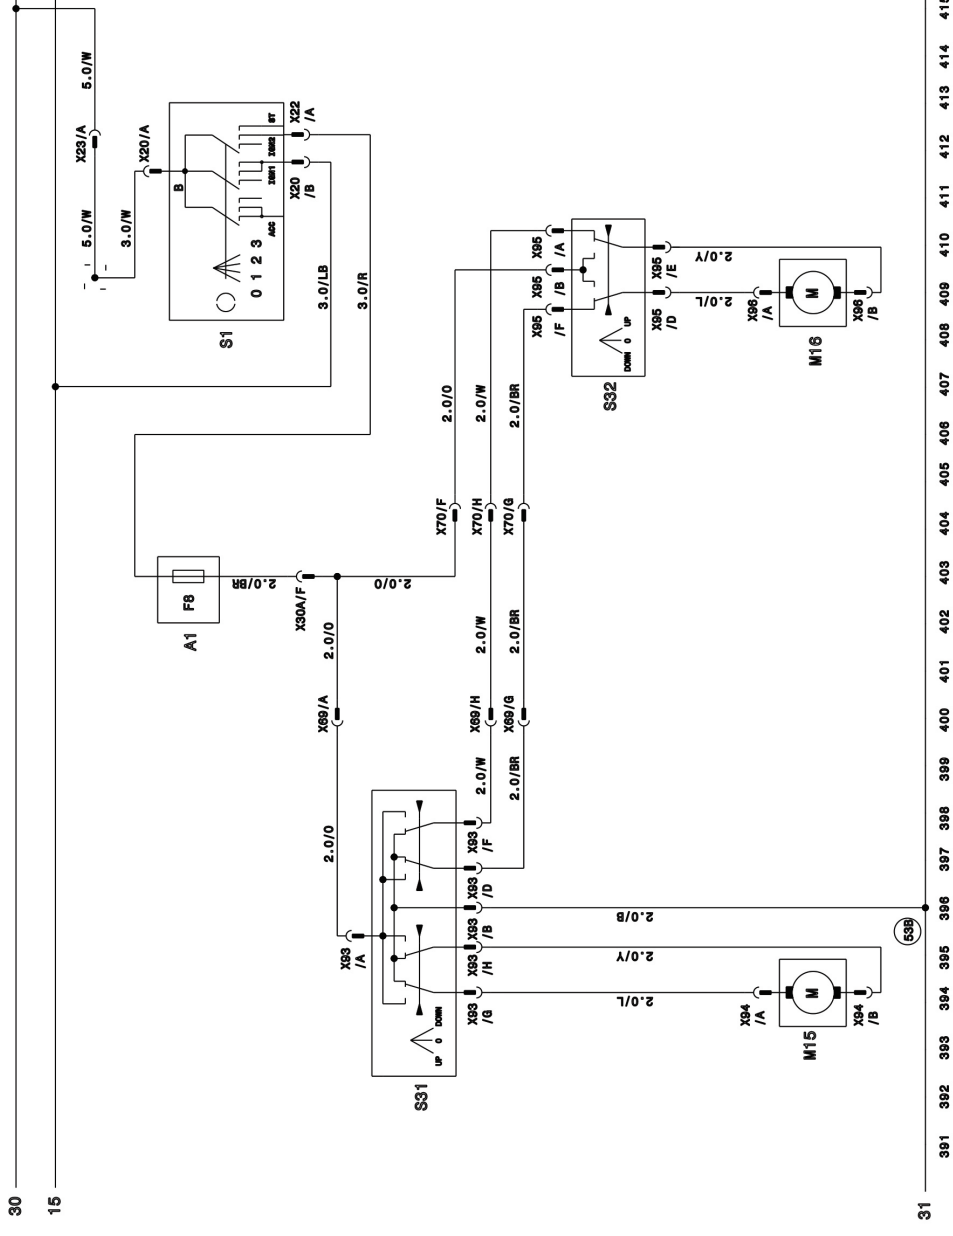 30
15
31
391
392
393
394
395
396
397
398
399
400
401
402
403
404
405
406
407
408
409
410
411
412
413
414
415
5.0/W
X23/A
5.0/W
3.0/W
X20/A
B
ST
IGN2
IGN1
ACC
0 1 2 3
S1
X22
/A
X20
/B
3.0/LB
3.0/R
F8
A1
2.0/BR
X30A/F
2.0/O
2.0/O
X69/A
2.0/O
X93
/A
UP 0 DOWN
S31
X93
/G
X93
/H
X93
/B
X93
/D
X93
/F
2.0/W
2.0/BR
X69/H
X69/G
2.0/W
2.0/BR
X70/F
X70/H
X70/G
2.0/O
2.0/W
2.0/BR
X95
/F
X95
/B
X95
/A
DOWN 0 UP
S32
X95
/D
X95
/E
2.0/L
2.0/Y
X96
/A
M
X96
/B
M16
2.0/L
2.0/Y
2.0/B
53B
X94
/A
M
X94
/B
M15